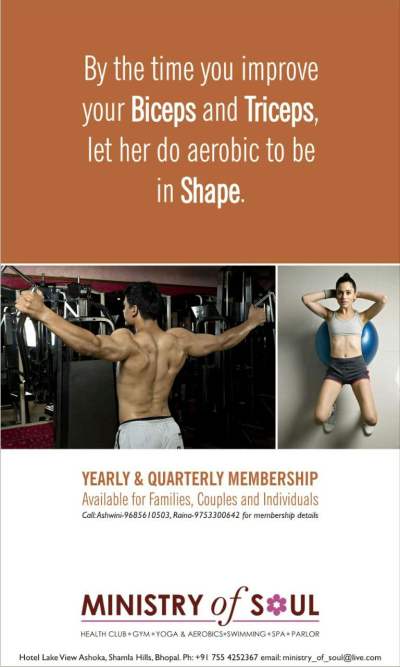 By the time you improve
your Biceps and Triceps,
let her do aerobic to be
in Shape.
YEARLY & QUARTERLY MEMBERSHIP
Available for Families, Couples and Individuals
Call:Ashwini-9685610503, Raina-9753300642 for membership details
MINISTRY of SOUL
HEALTH CLUB•GYM•YOGA & AEROBICS•SWIMMING•SPA•PARLOR
Hotel Lake View Ashoka, Shamla Hills, Bhopal. Ph: +91 755 4252367 email: ministry_of_soul@live.com